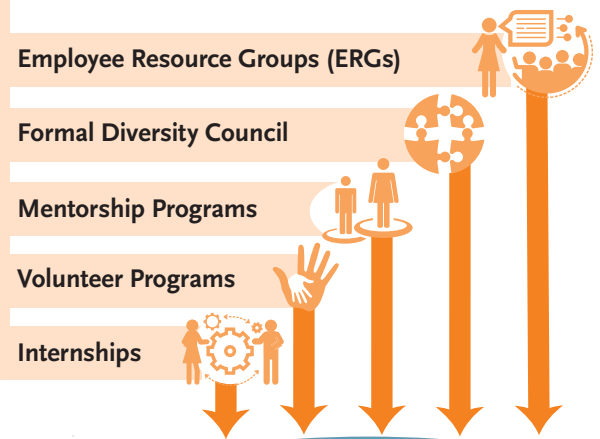 Employee Resource Groups (ERGs)
Formal Diversity Council
Mentorship Programs
Volunteer Programs
Internships